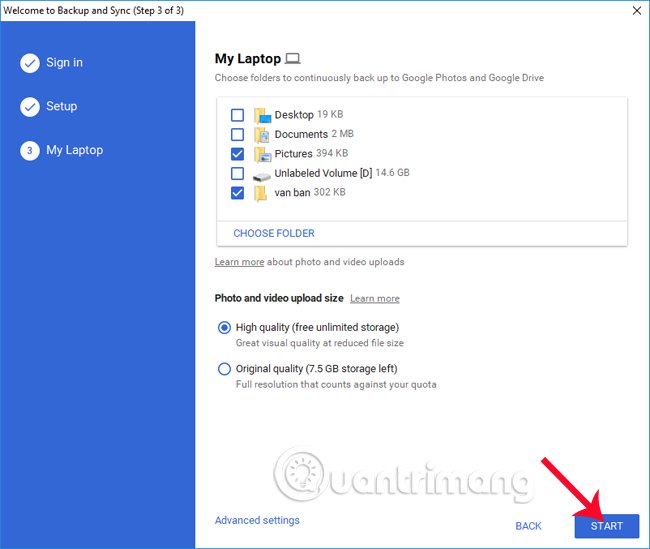 Welcome to Backup and Sync (Step 3 of 3)
Sign in
Setup
3 My Laptop
My Laptop
Choose folders to continuously back up to Google Photos and Google Drive
Desktop 19 KB
Documents 2 MB
Pictures 394 KB
Unlabeled Volume [D] 14.6 GB
van ban 302 KB
CHOOSE FOLDER
Learn more about photo and video uploads
Photo and video upload size Learn more
High quality (free unlimited storage)
Great visual quality at reduced file size
Original quality (7.5 GB storage left)
Full resolution that counts against your quota
Quantrimang
Advanced settings
BACK
START